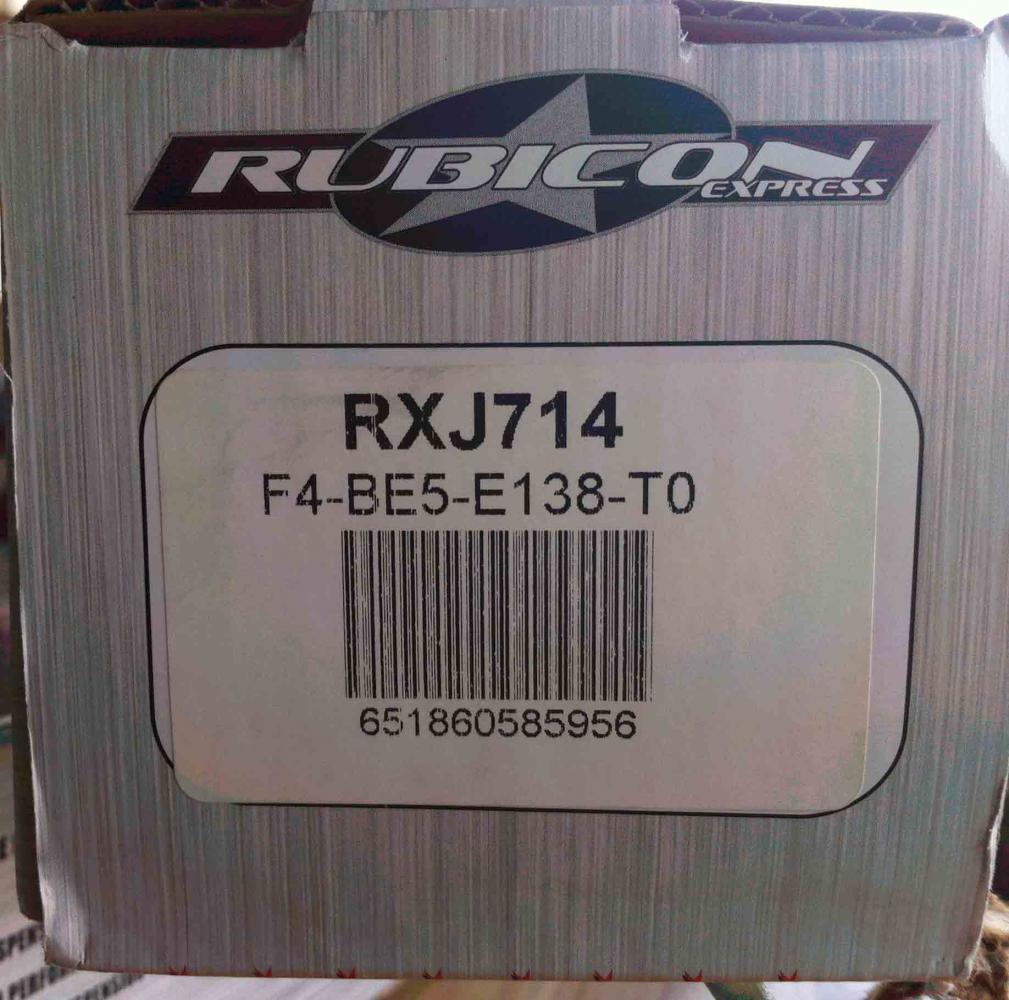 RUBICON
EXPRESS
RXJ714
F4-BE5-E138-T0
651860585956